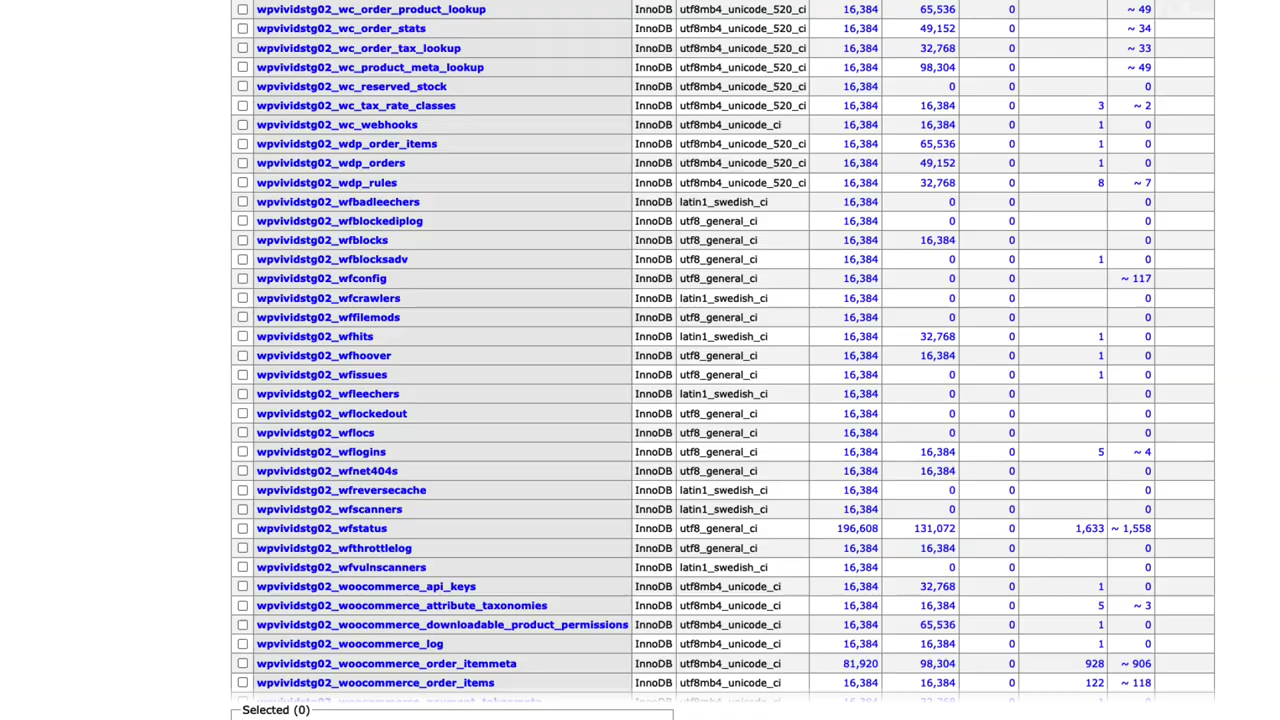 wpvividstg02_wc_order_product_lookup InnoDB utf8mb4_unicode_520_ci 16,384 65,536 0 ~ 49
wpvividstg02_wc_order_stats InnoDB utf8mb4_unicode_520_ci 16,384 49,152 0 ~ 34
wpvividstg02_wc_order_tax_lookup InnoDB utf8mb4_unicode_520_ci 16,384 32,768 0 ~ 33
wpvividstg02_wc_product_meta_lookup InnoDB utf8mb4_unicode_520_ci 16,384 98,304 0 ~ 49
wpvividstg02_wc_reserved_stock InnoDB utf8mb4_unicode_520_ci 16,384 0 0 0
wpvividstg02_wc_tax_rate_classes InnoDB utf8mb4_unicode_520_ci 16,384 16,384 0 3 ~ 2
wpvividstg02_wc_webhooks InnoDB utf8mb4_unicode_ci 16,384 16,384 0 1 0
wpvividstg02_wdp_order_items InnoDB utf8mb4_unicode_520_ci 16,384 65,536 0 1 0
wpvividstg02_wdp_orders InnoDB utf8mb4_unicode_520_ci 16,384 49,152 0 1 0
wpvividstg02_wdp_rules InnoDB utf8mb4_unicode_520_ci 16,384 32,768 0 8 ~ 7
wpvividstg02_wfbadleechers InnoDB latin1_swedish_ci 16,384 0 0 0
wpvividstg02_wfblockediplog InnoDB utf8_general_ci 16,384 0 0 0
wpvividstg02_wfblocks InnoDB utf8_general_ci 16,384 16,384 0 0
wpvividstg02_wfblocksadv InnoDB utf8_general_ci 16,384 0 0 1 0
wpvividstg02_wfconfig InnoDB utf8_general_ci 16,384 0 0 ~ 117
wpvividstg02_wfcrawlers InnoDB latin1_swedish_ci 16,384 0 0 0
wpvividstg02_wffilemods InnoDB utf8_general_ci 16,384 0 0 0
wpvividstg02_wfhits InnoDB latin1_swedish_ci 16,384 32,768 0 1 0
wpvividstg02_wfhoover InnoDB utf8_general_ci 16,384 16,384 0 1 0
wpvividstg02_wfissues InnoDB utf8_general_ci 16,384 0 0 1 0
wpvividstg02_wfleechers InnoDB latin1_swedish_ci 16,384 0 0 0
wpvividstg02_wflockedout InnoDB utf8_general_ci 16,384 0 0 0
wpvividstg02_wflocs InnoDB utf8_general_ci 16,384 0 0 0
wpvividstg02_wflogins InnoDB utf8_general_ci 16,384 16,384 0 5 ~ 4
wpvividstg02_wfnet404s InnoDB utf8_general_ci 16,384 16,384 0 0
wpvividstg02_wfreversecache InnoDB latin1_swedish_ci 16,384 0 0 0
wpvividstg02_wfscanners InnoDB latin1_swedish_ci 16,384 0 0 0
wpvividstg02_wfstatus InnoDB utf8_general_ci 196,608 131,072 0 1,633 ~ 1,558
wpvividstg02_wfthrottlelog InnoDB utf8_general_ci 16,384 16,384 0 0
wpvividstg02_wfvulnscanners InnoDB latin1_swedish_ci 16,384 0 0 0
wpvividstg02_woocommerce_api_keys InnoDB utf8mb4_unicode_ci 16,384 32,768 0 1 0
wpvividstg02_woocommerce_attribute_taxonomies InnoDB utf8mb4_unicode_ci 16,384 16,384 0 5 ~ 3
wpvividstg02_woocommerce_downloadable_product_permissions InnoDB utf8mb4_unicode_ci 16,384 65,536 0 1 0
wpvividstg02_woocommerce_log InnoDB utf8mb4_unicode_ci 16,384 16,384 0 1 0
wpvividstg02_woocommerce_order_itemmeta InnoDB utf8mb4_unicode_ci 81,920 98,304 0 928 ~ 906
wpvividstg02_woocommerce_order_items InnoDB utf8mb4_unicode_ci 16,384 16,384 0 122 ~ 118
Selected (0)